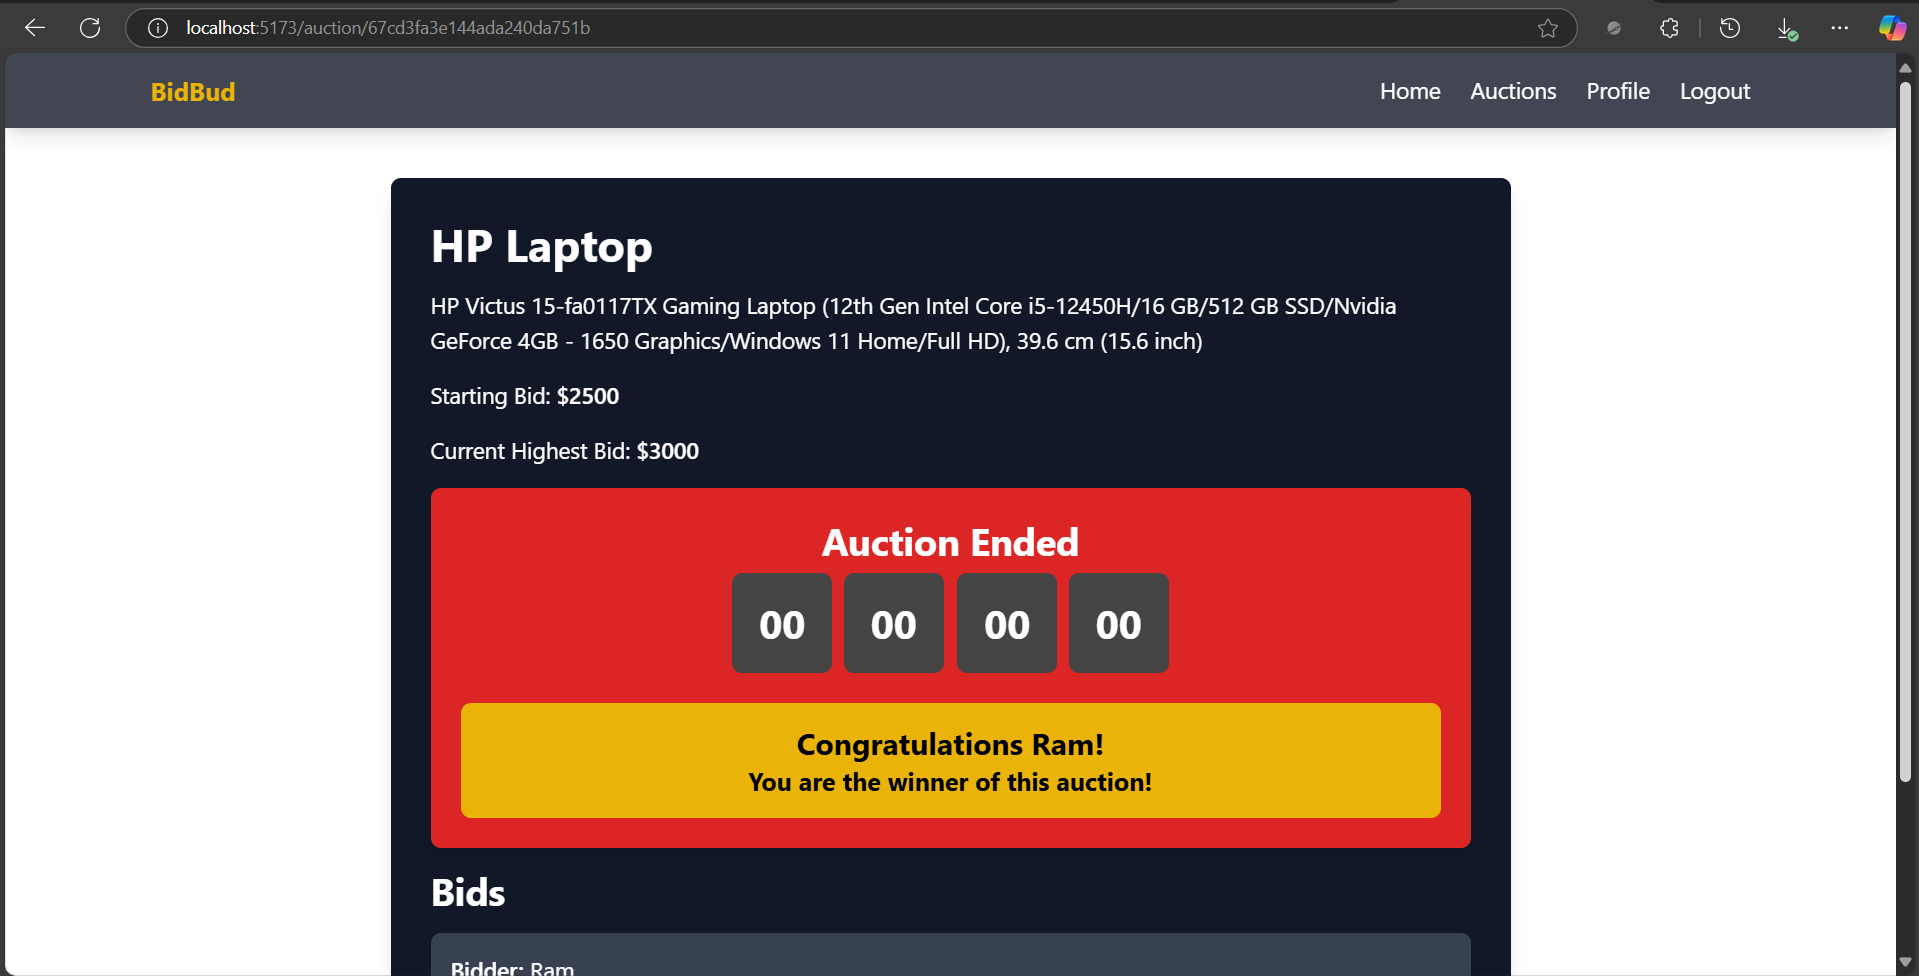 localhost:5173/auction/67cd3fa3e144ada240da751b
BidBud
Home Auctions Profile Logout
HP Laptop
HP Victus 15-fa0117TX Gaming Laptop (12th Gen Intel Core i5-12450H/16 GB/512 GB SSD/Nvidia
GeForce 4GB - 1650 Graphics/Windows 11 Home/Full HD), 39.6 cm (15.6 inch)
Starting Bid: $2500
Current Highest Bid: $3000
Auction Ended
00 00 00 00
Congratulations Ram!
You are the winner of this auction!
Bids
Bidder: Ram